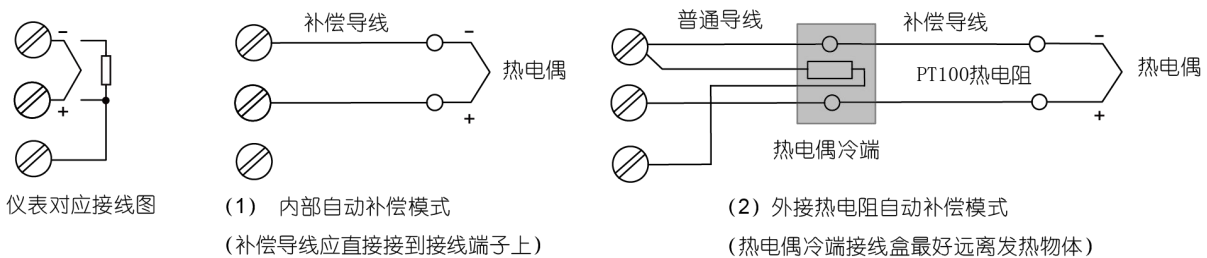 补偿导线
普通导线
补偿导线
-
-
-
热电偶
PT100热电阻
热电偶
+
+
+
热电偶冷端
仪表对应接线图
(1) 内部自动补偿模式
(2) 外接热电阻自动补偿模式
(补偿导线应直接接到接线端子上)
(热电偶冷端接线盒最好远离发热物体)